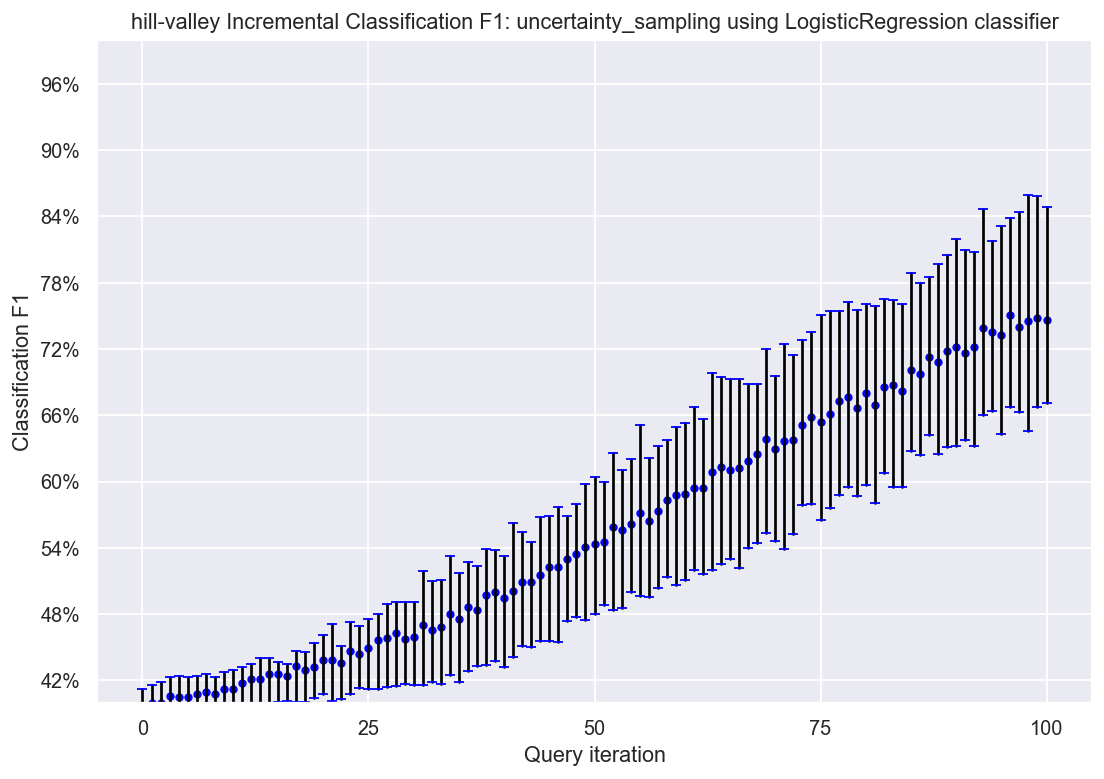 hill-valley Incremental Classification F1: uncertainty_sampling using LogisticRegression classifier
96%
90%
84%
78%
72%
66%
60%
54%
48%
42%
Classification F1
0 25 50 75 100
Query iteration